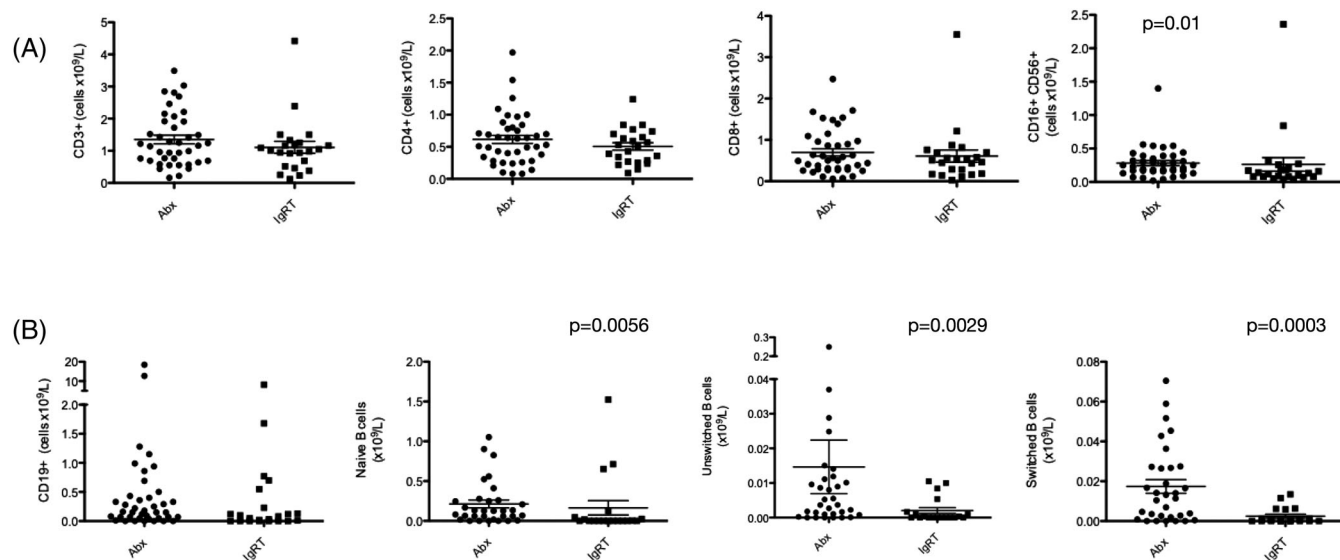 (A)
CD3+ (cells x10⁹/L)
5
4
3
2
1
0
Abx
IgRT
CD4+ (cells x10⁹/L)
2.5
2.0
1.5
1.0
0.5
0.0
Abx
IgRT
CD8+ (cells x10⁹/L)
4
3
2
1
0
Abx
IgRT
p=0.01
CD16+ CD56+
(cells x10⁹/L)
2.5
2.0
1.5
1.0
0.5
0.0
Abx
IgRT
(B)
CD19+ (cells x10⁹/L)
20
10
2.0
1.5
1.0
0.5
0.0
Abx
IgRT
p=0.0056
Naive B cells
(x10⁹/L)
2.0
1.5
1.0
0.5
0.0
Abx
IgRT
p=0.0029
Unswitched B cells
(x10⁹/L)
0.3
0.2
0.04
0.03
0.02
0.01
0.00
Abx
IgRT
p=0.0003
Switched B cells
(x10⁹/L)
0.08
0.06
0.04
0.02
0.00
Abx
IgRT